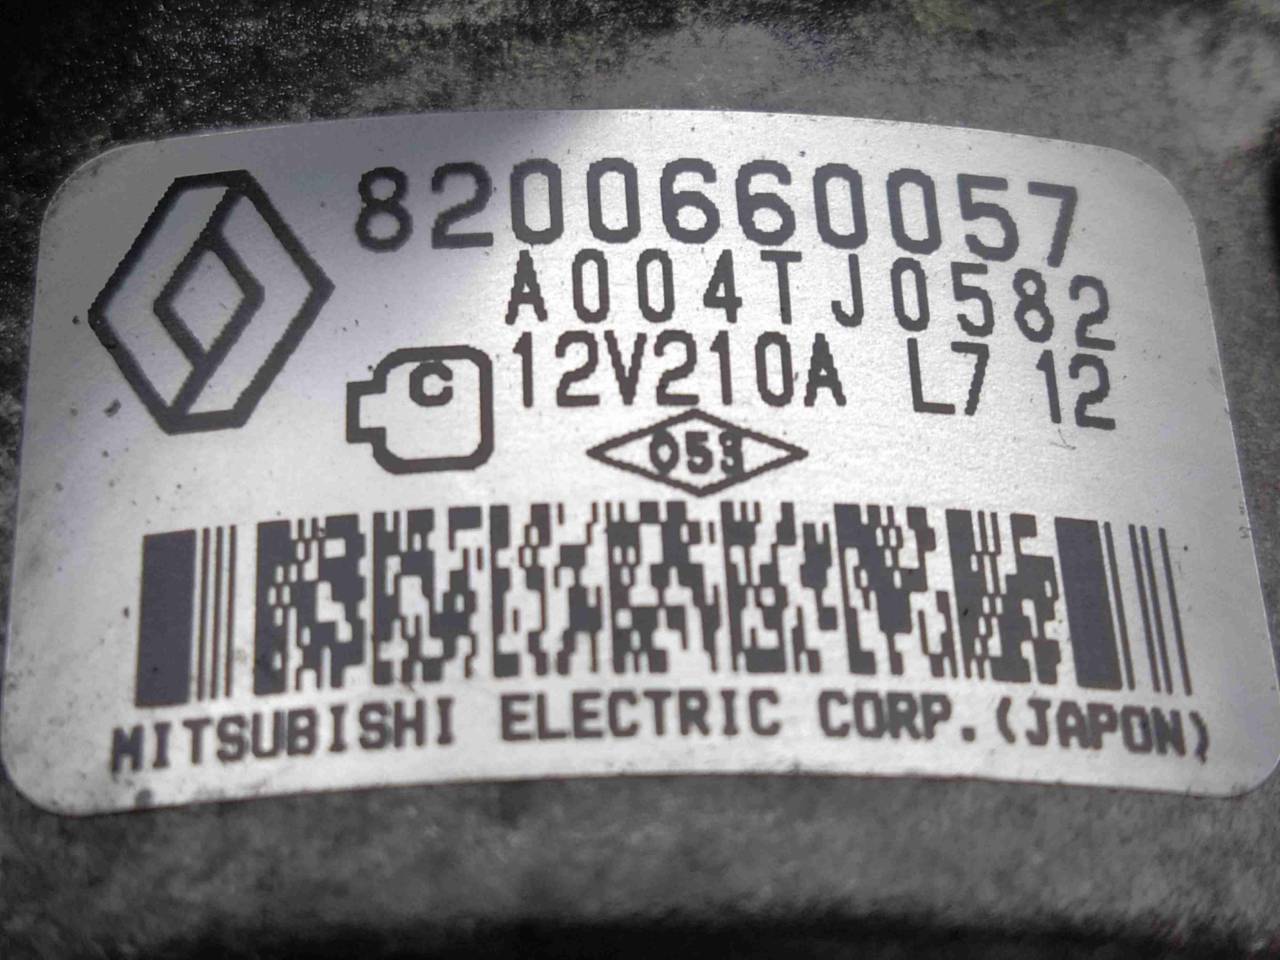 8200660057
A004TJ0582
C 12V210A L7 12
053
MITSUBISHI ELECTRIC CORP.(JAPON)